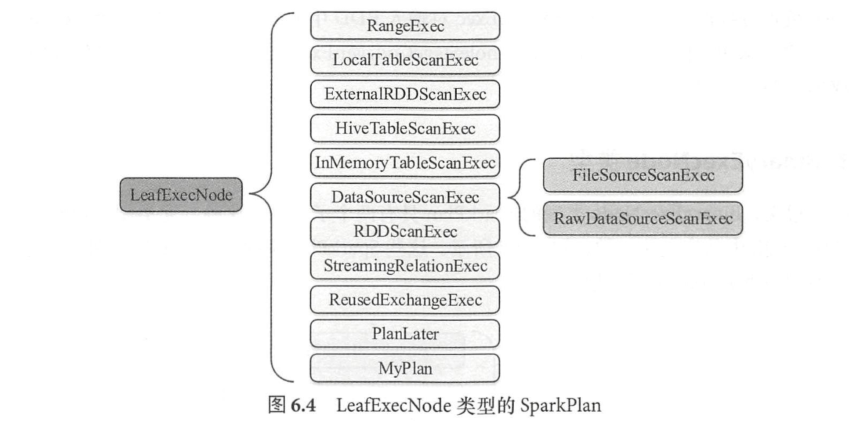 RangeExec
LocalTableScanExec
ExternalRDDScanExec
HiveTableScanExec
InMemoryTableScanExec
LeafExecNode
DataSourceScanExec
FileSourceScanExec
RawDataSourceScanExec
RDDScanExec
StreamingRelationExec
ReusedExchangeExec
PlanLater
MyPlan
图 6.4 LeafExecNode 类型的 SparkPlan